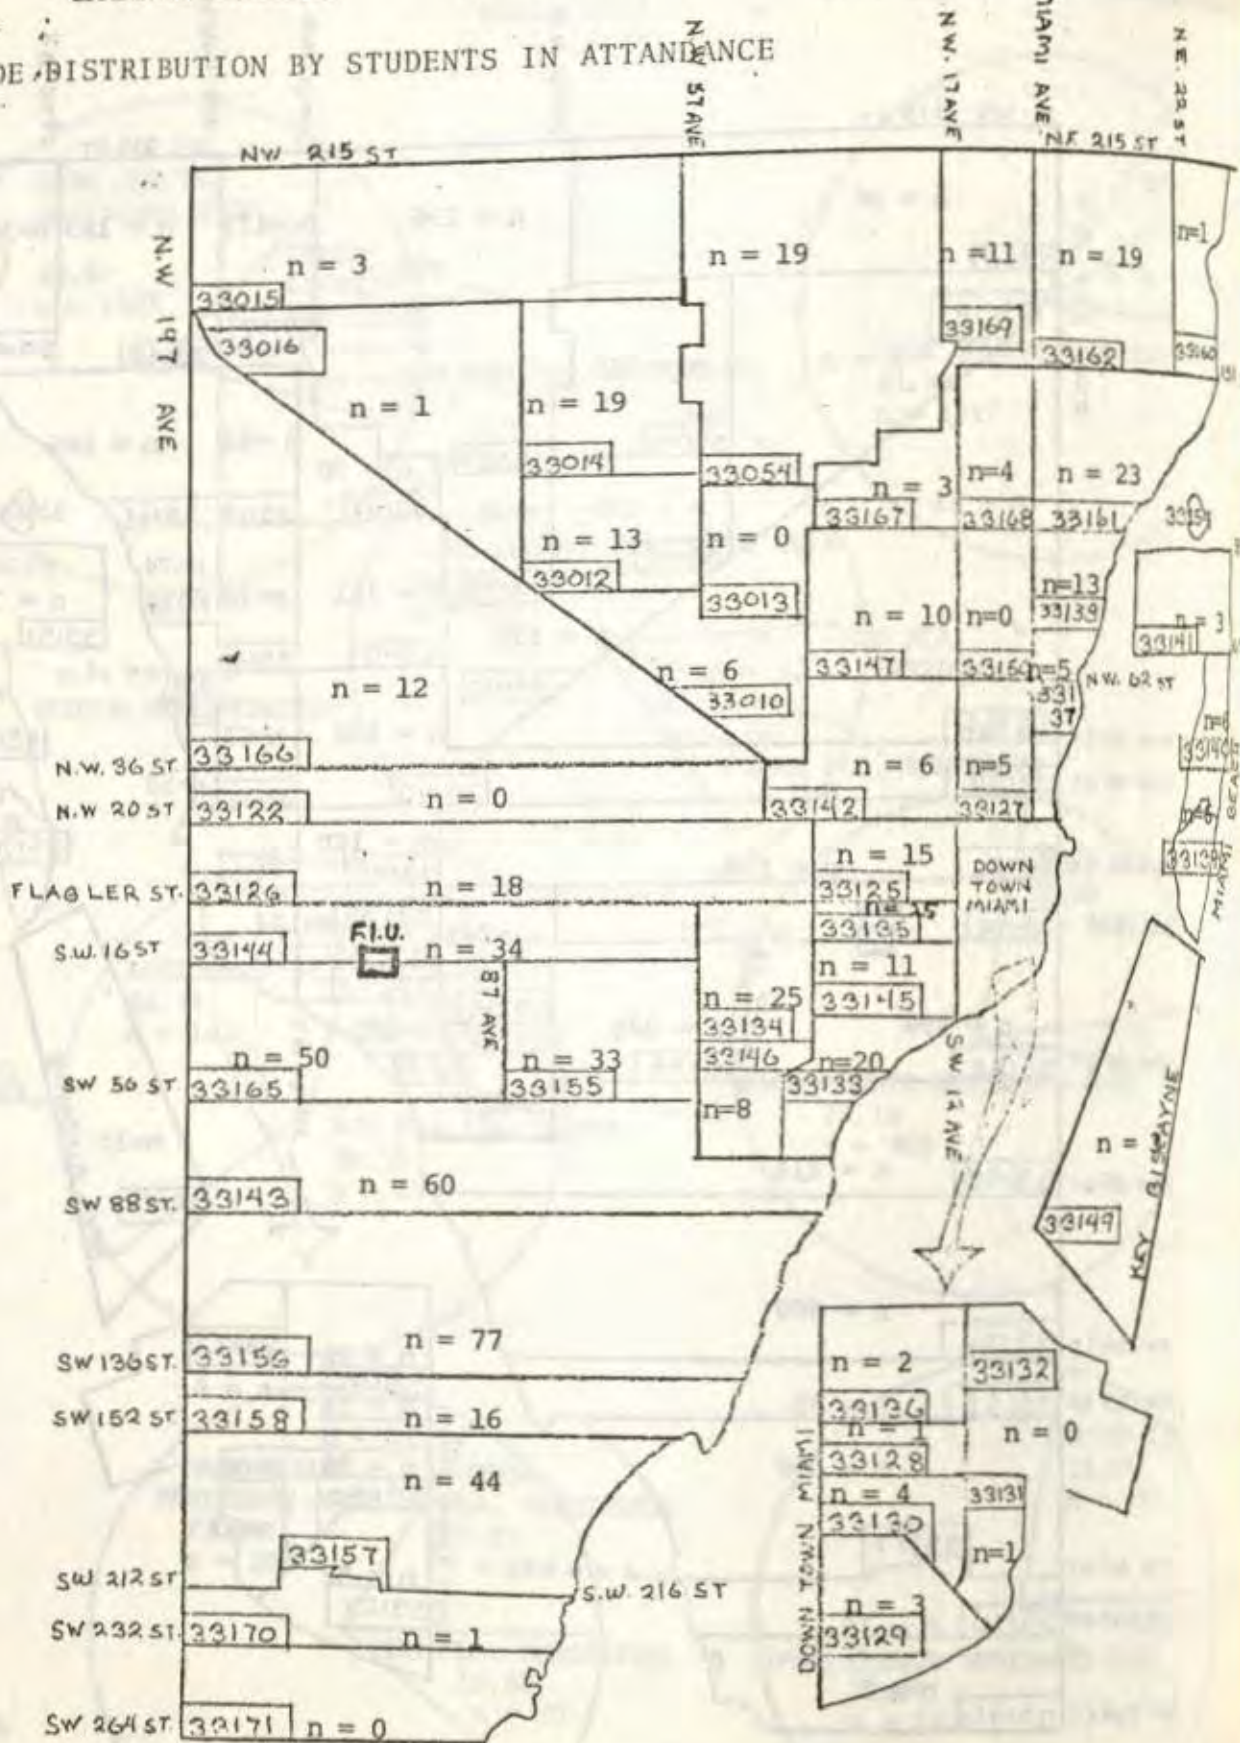 DISTRIBUTION BY STUDENTS IN ATTANDANCE
N.W 57 AVE
N.W. 17 AVE
MIAMI AVE.
N.E. 22 ST
NW 215 ST
N.E 215 ST
N.W 147 AVE
n = 3
33015
n = 19
n =11
33169
n = 19
33162
n=1
33160
33016
n = 1
n = 19
33014
33054
n = 3
33167
n=4
33168
n = 23
33161
n = 13
33012
n = 0
33013
n = 10
33147
n=0
n=13
33139
n = 3
33141
n = 12
n = 6
33010
n=5
331
37
N.W. 62 ST
33140
N.W. 36 ST.
33166
n = 6
n=5
N.W 20 ST
33122
n = 0
33142
33127
MIAMI BEACH
n = 15
33125
DOWN
TOWN
MIAMI
FLAGLER ST.
33126
n = 18
33135
S.W. 16 ST
33144
F.I.U.
n = 34
n = 11
33145
87 AVE
n = 25
33134
n = 50
n = 33
33146
n=20
SW 56 ST
33165
33155
33133
n=8
SW 12 AVE
n =
KEY BISCAYNE
33149
SW 88 ST.
33143
n = 60
SW 136 ST.
33156
n = 77
n = 2
33132
SW 152 ST
33158
n = 16
33136
n = 1
n = 0
33128
n = 44
n = 4
33131
33130
n=1
DOWN TOWN MIAMI
33157
SW 212 ST
S.W. 216 ST
n = 3
SW 232 ST.
33170
n = 1
33129
SW 264 ST.
33171
n = 0